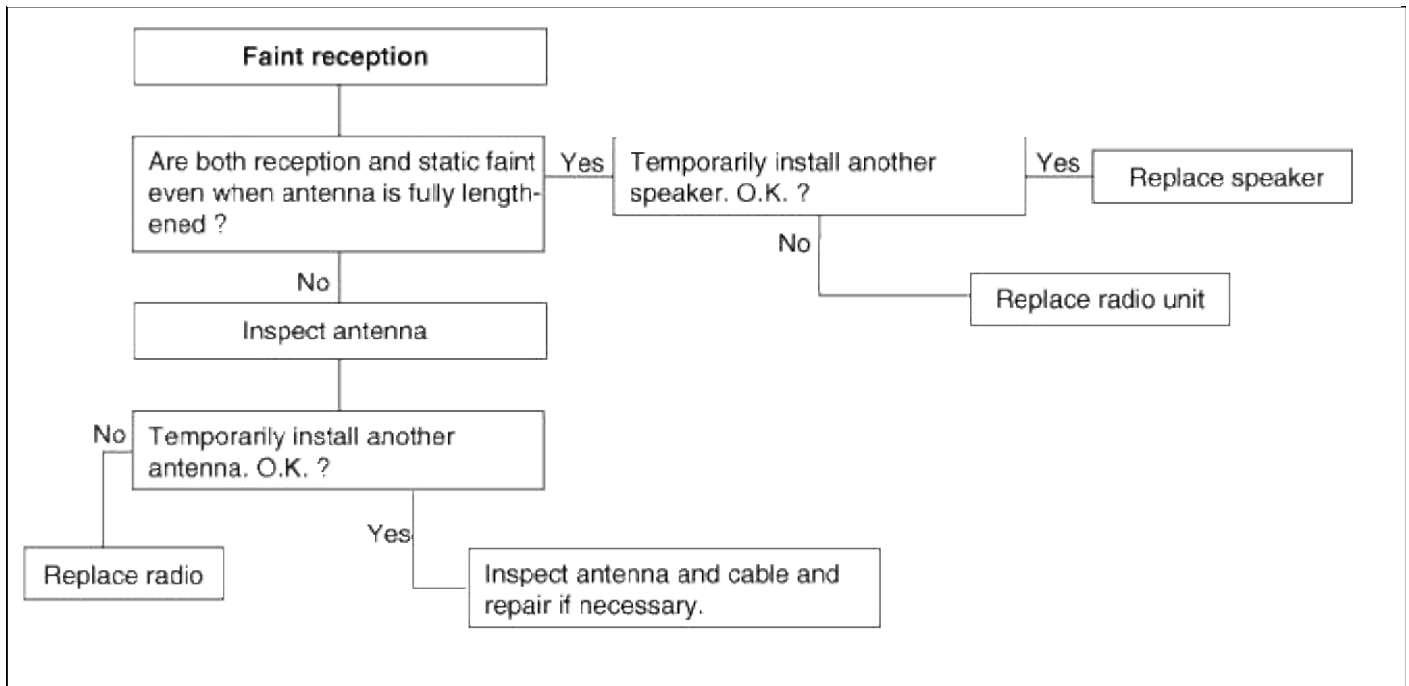 Faint reception
Are both reception and static faint
even when antenna is fully length-
ened ?
Yes
Temporarily install another
speaker. O.K. ?
Yes
Replace speaker
No
Replace radio unit
No
Inspect antenna
No
Temporarily install another
antenna. O.K. ?
Replace radio
Yes
Inspect antenna and cable and
repair if necessary.